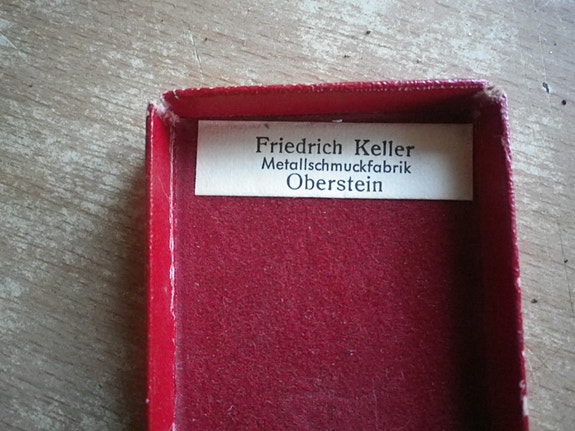 Friedrich Keller
Metallschmuckfabrik
Oberstein